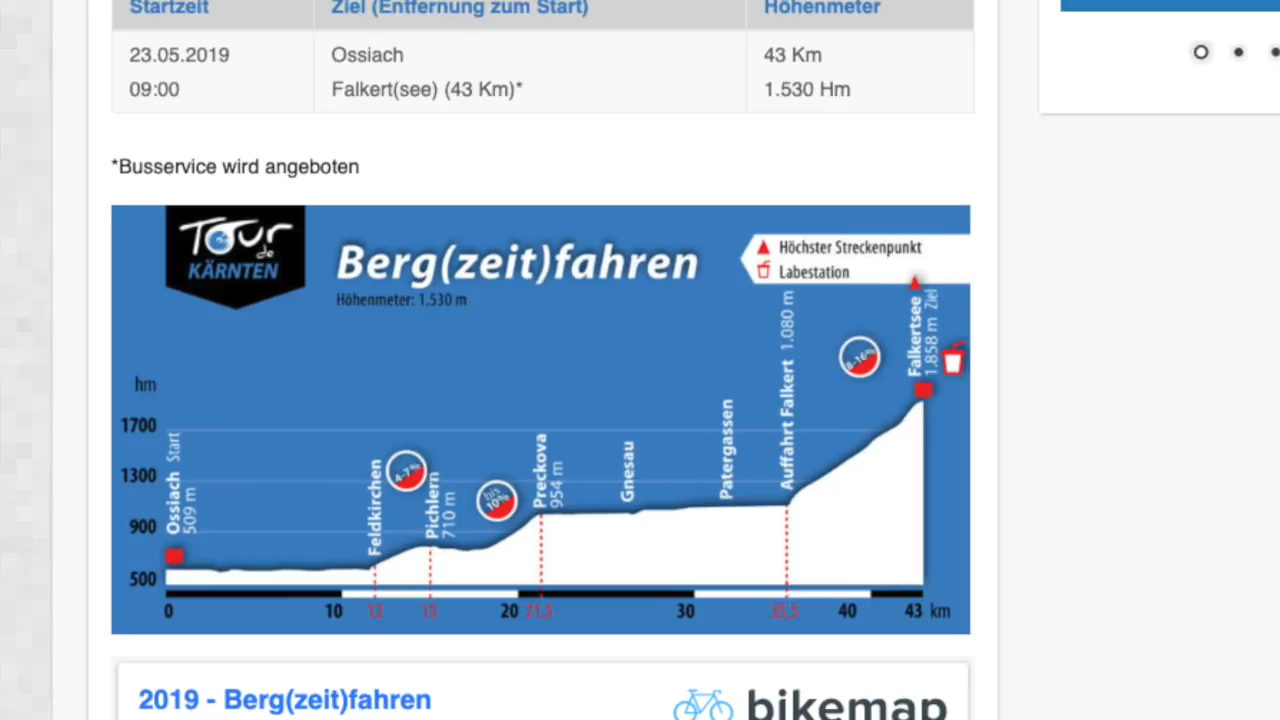 Startzeit Ziel (Entfernung zum Start) Höhenmeter
23.05.2019 Ossiach 43 Km
09:00 Falkert(see) (43 Km)* 1.530 Hm
*Busservice wird angeboten
Tour
de
KÄRNTEN
Berg(zeit)fahren
Höhenmeter: 1.530 m
Höchster Streckenpunkt
Labestation
hm
1700
1300
900
500
Ossiach Start
509 m
Feldkirchen
4-7%
Pichlern
710 m
bis
10%
Preckova
954 m
Gnesau
Patergassen
Auffahrt Falkert 1.080 m
8-16%
Falkertsee Ziel
1.858 m
0 10 12 15 20 21,5 30 35,5 40 43 km
2019 - Berg(zeit)fahren
bikemap